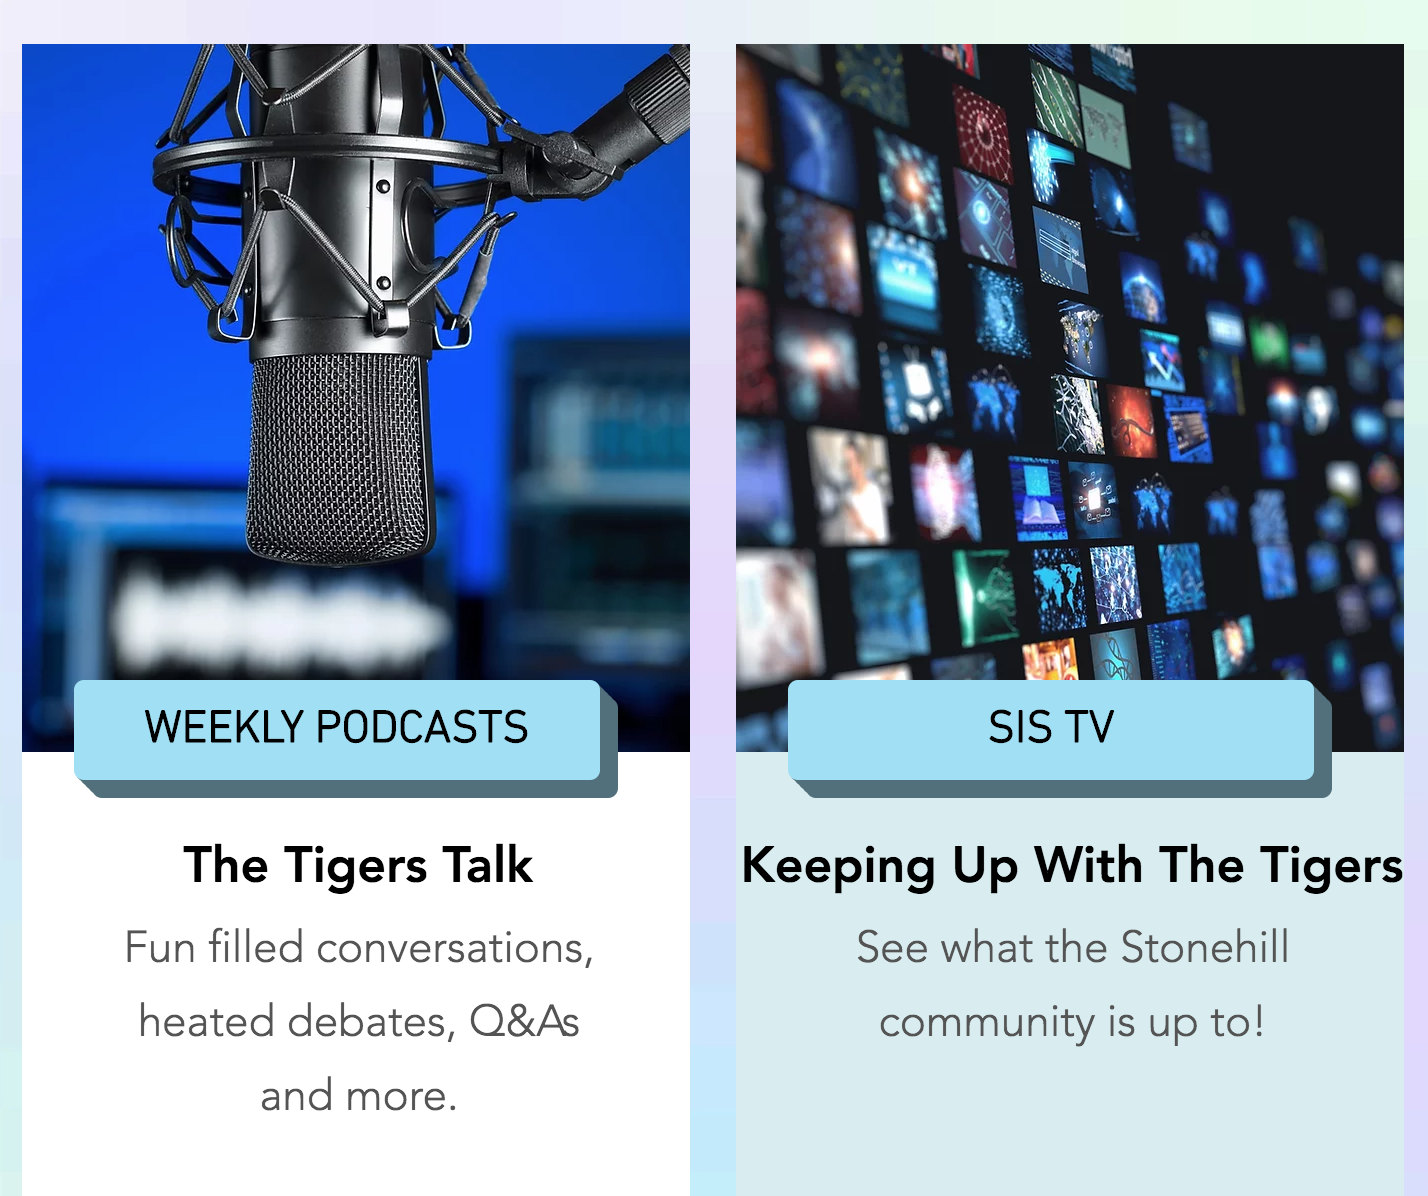 WEEKLY PODCASTS
The Tigers Talk
Fun filled conversations,
heated debates, Q&As
and more.
SIS TV
Keeping Up With The Tigers
See what the Stonehill
community is up to!